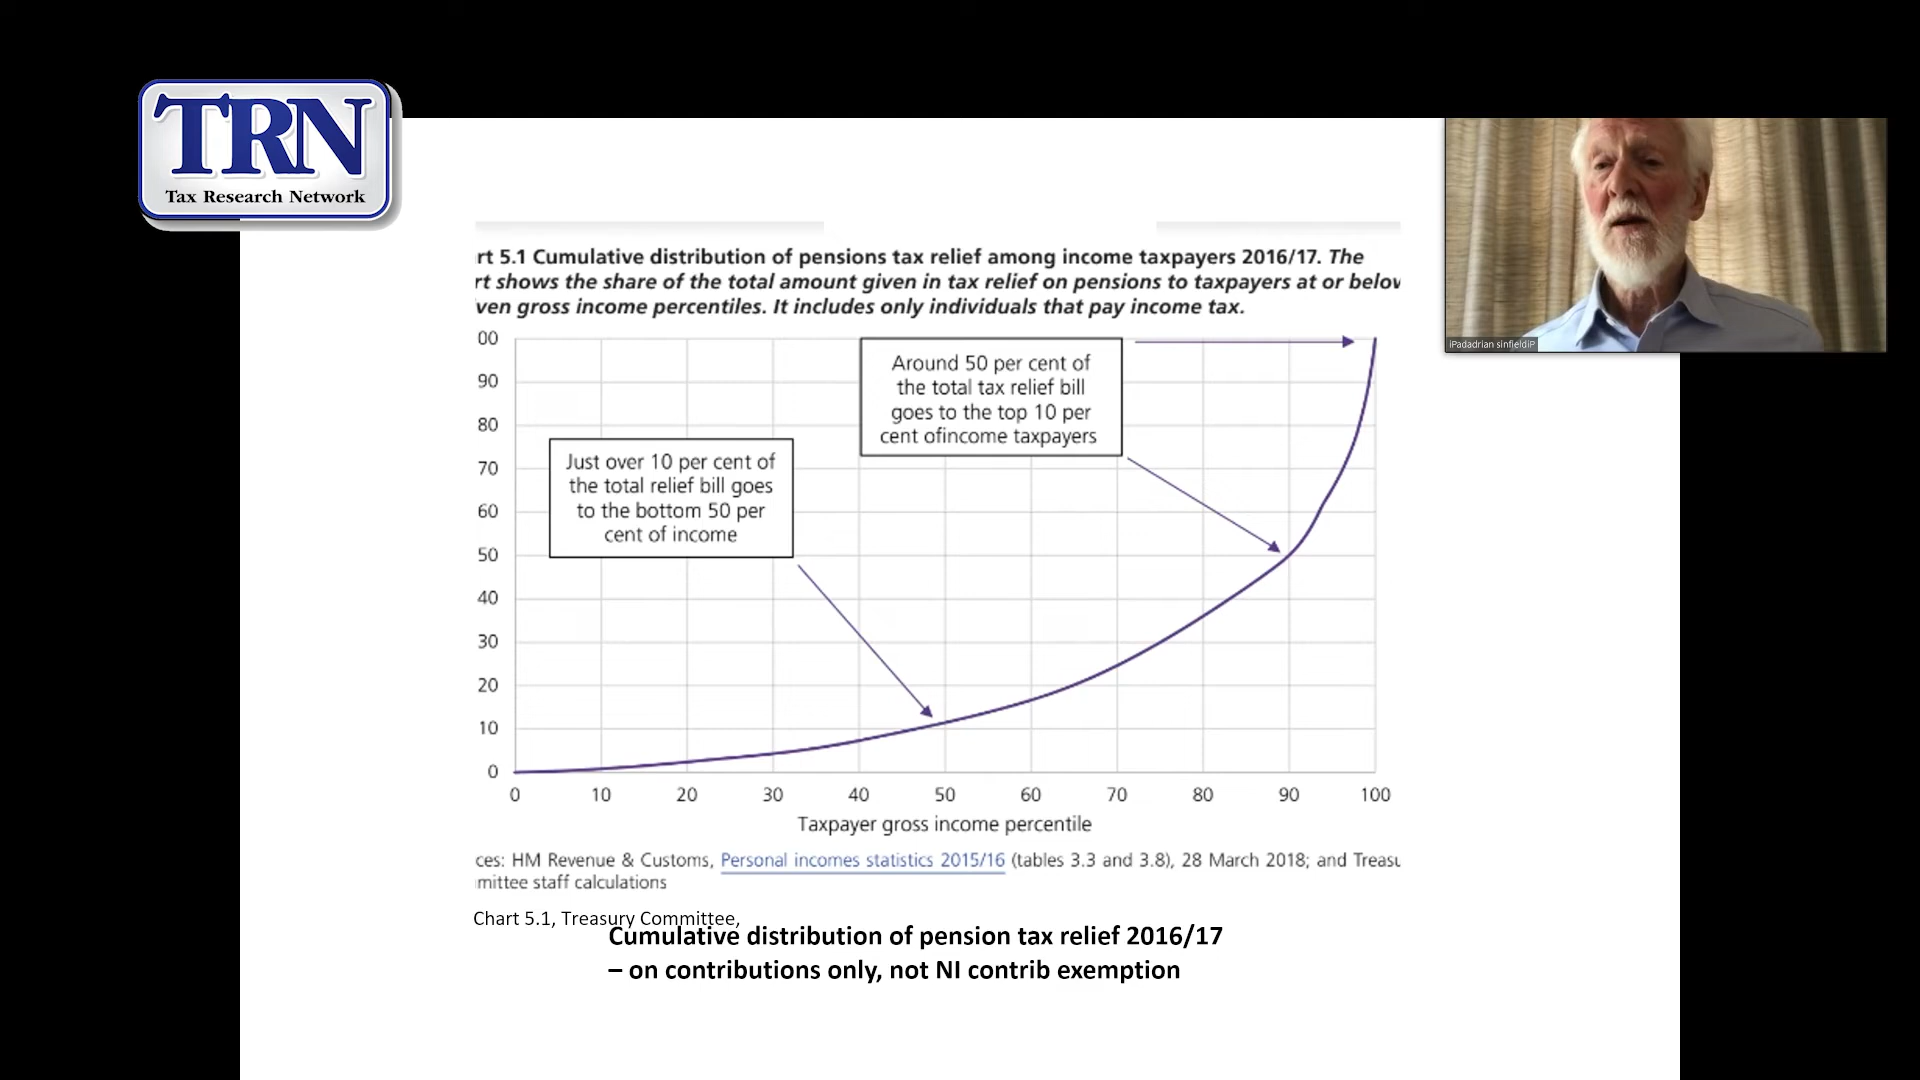 TRN
Tax Research Network
rt 5.1 Cumulative distribution of pensions tax relief among income taxpayers 2016/17. The
rt shows the share of the total amount given in tax relief on pensions to taxpayers at or below
ven gross income percentiles. It includes only individuals that pay income tax.
00
90
80
70
60
50
40
30
20
10
0
Around 50 per cent of
the total tax relief bill
goes to the top 10 per
cent ofincome taxpayers
Just over 10 per cent of
the total relief bill goes
to the bottom 50 per
cent of income
0 10 20 30 40 50 60 70 80 90 100
Taxpayer gross income percentile
ces: HM Revenue & Customs, Personal incomes statistics 2015/16 (tables 3.3 and 3.8), 28 March 2018; and Treasu
mittee staff calculations
Chart 5.1, Treasury Committee,
Cumulative distribution of pension tax relief 2016/17
– on contributions only, not NI contrib exemption
iPadadrian sinfieldiP